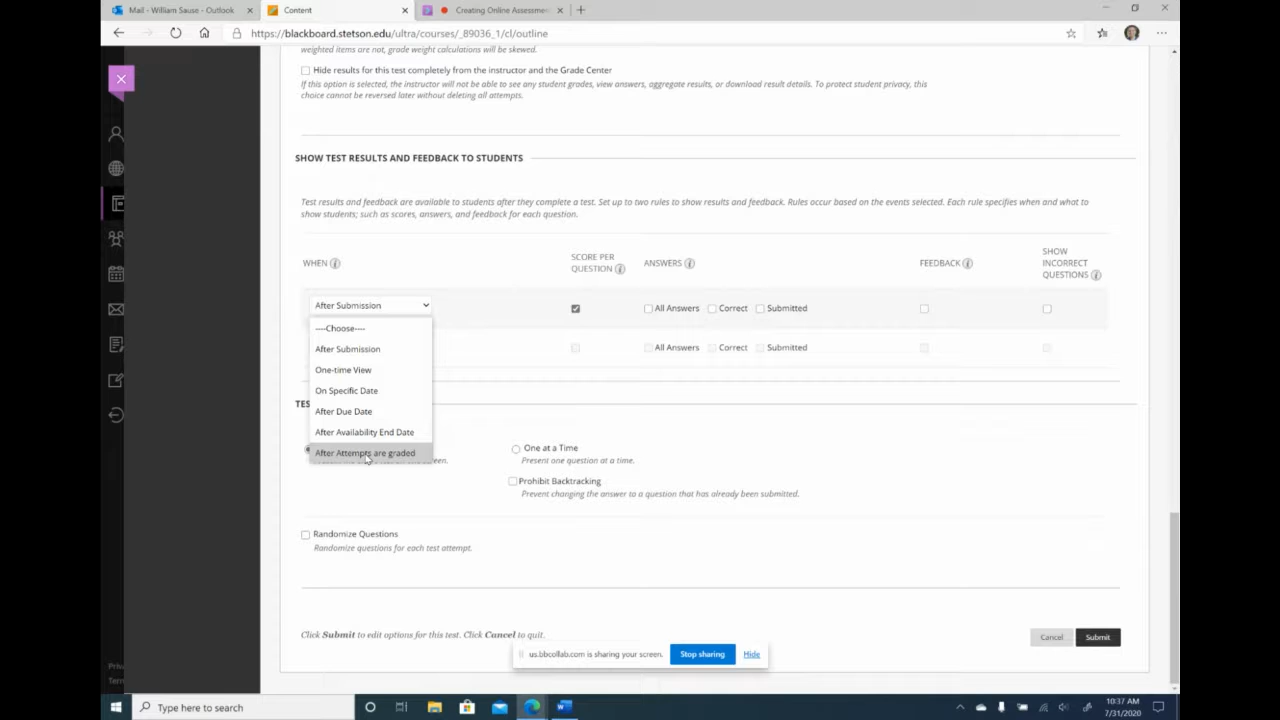 Mail - William Sause - Outlook
Content
Creating Online Assessmen
https://blackboard.stetson.edu/ultra/courses/_89036_1/cl/outline
weighted items are not, grade weight calculations will be skewed.
Hide results for this test completely from the instructor and the Grade Center
If this option is selected, the instructor will not be able to see any student grades, view answers, aggregate results, or download result details. To protect student privacy, this
choice cannot be reversed later without deleting all attempts.
SHOW TEST RESULTS AND FEEDBACK TO STUDENTS
Test results and feedback are available to students after they complete a test. Set up to two rules to show results and feedback. Rules occur based on the events selected. Each rule specifies when and what to
show students; such as scores, answers, and feedback for each question.
WHEN
SCORE PER
QUESTION
ANSWERS
FEEDBACK
SHOW
INCORRECT
QUESTIONS
After Submission
All Answers Correct Submitted
----Choose----
After Submission
All Answers Correct Submitted
One-time View
On Specific Date
TES
After Due Date
After Availability End Date
After Attempts are graded
screen.
One at a Time
Present one question at a time.
Prohibit Backtracking
Prevent changing the answer to a question that has already been submitted.
Randomize Questions
Randomize questions for each test attempt.
Click Submit to edit options for this test. Click Cancel to quit.
Cancel
Submit
us.bbcollab.com is sharing your screen.
Stop sharing
Hide
Priv
Term
Type here to search
10:37 AM
7/31/2020